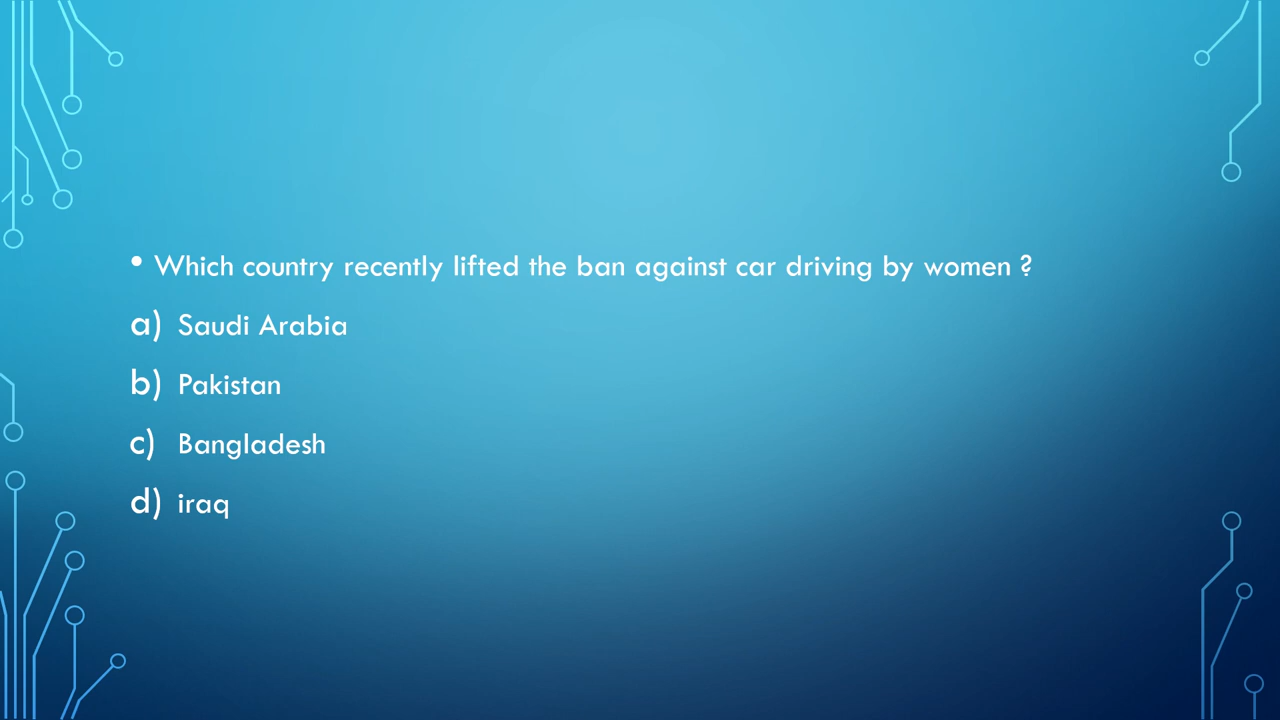 • Which country recently lifted the ban against car driving by women ?
a) Saudi Arabia
b) Pakistan
c) Bangladesh
d) iraq